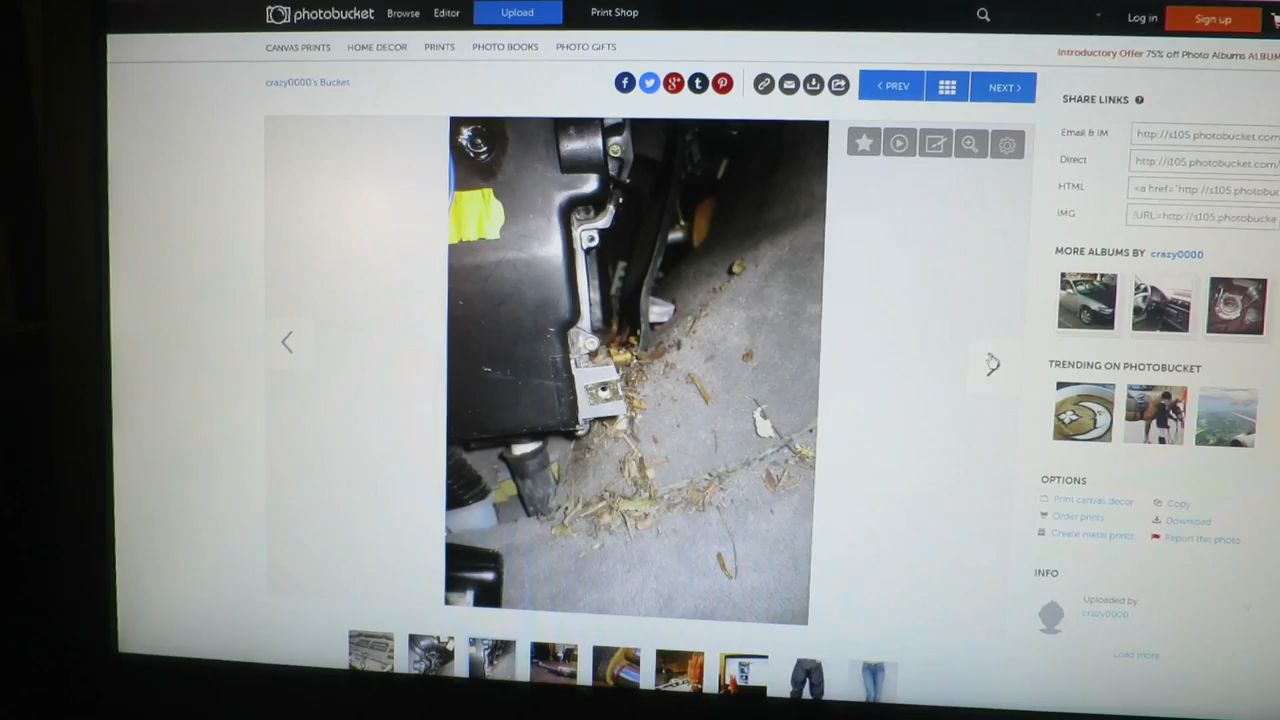 photobucket Browse Editor Upload Print Shop Log in Sign up
CANVAS PRINTS HOME DECOR PRINTS PHOTO BOOKS PHOTO GIFTS
Introductory Offer 75% off Photo Albums ALBUM
crazy0000's Bucket
< PREV NEXT >
SHARE LINKS ?
Email & IM http://s105.photobucket.com
Direct http://i105.photobucket.com/
HTML <a href="http://s105.photobuc
IMG [URL=http://s105.photobucke
MORE ALBUMS BY crazy0000
TRENDING ON PHOTOBUCKET
OPTIONS
Print canvas decor Copy
Order prints Download
Create metal prints Report this photo
INFO
Uploaded by:
crazy0000
Load more